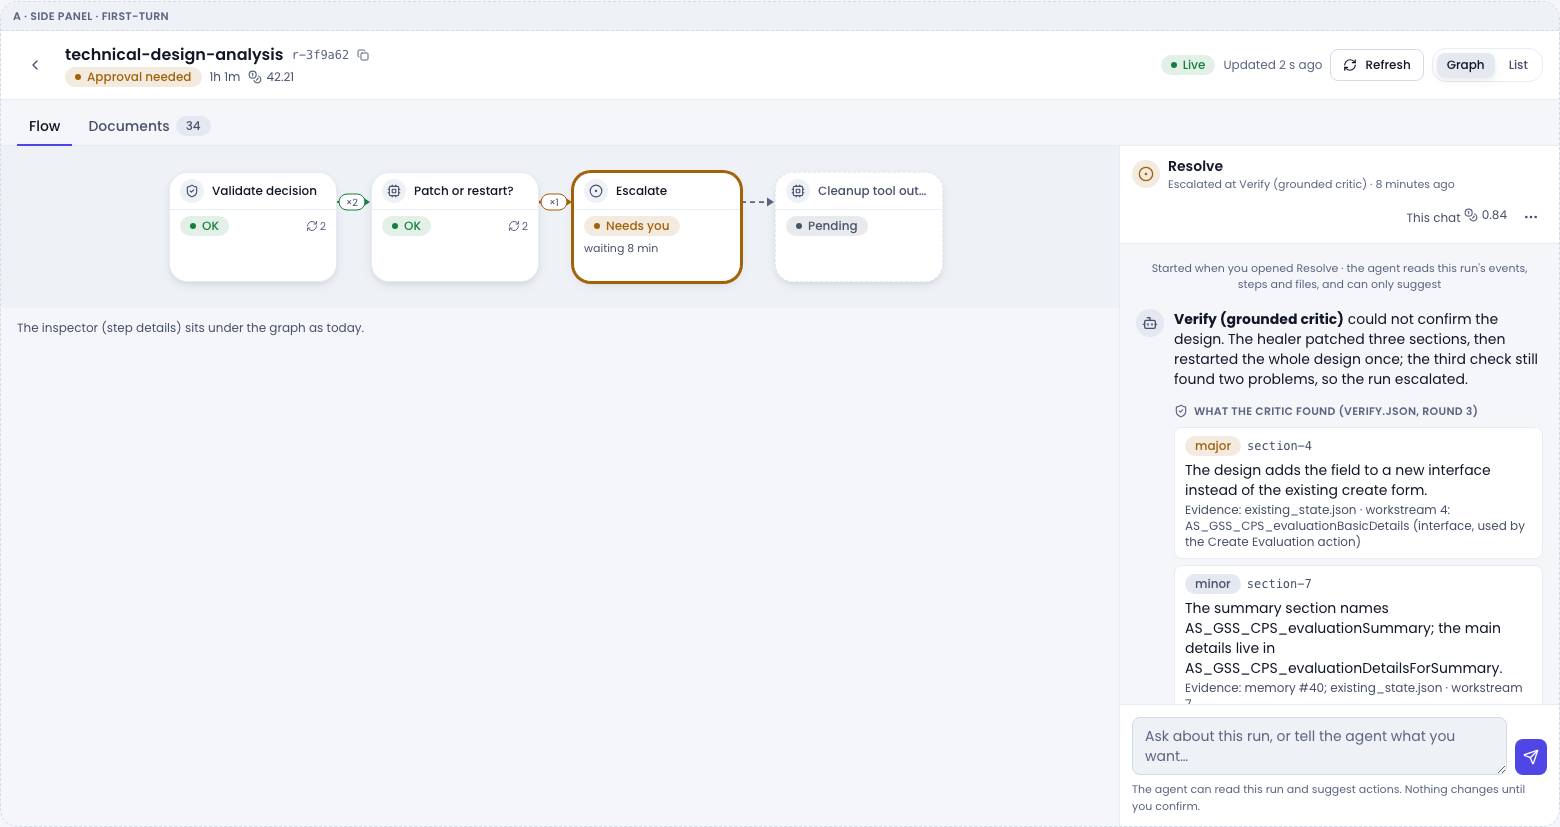 A · SIDE PANEL · FIRST-TURN
technical-design-analysis r-3f9a62
Approval needed 1h 1m 42.21
Live Updated 2 s ago Refresh Graph List
Flow Documents 34
Validate decision
OK 2
×2
Patch or restart?
OK 2
×1
Escalate
Needs you
waiting 8 min
Cleanup tool out...
Pending
The inspector (step details) sits under the graph as today.
Resolve
Escalated at Verify (grounded critic) · 8 minutes ago
This chat 0.84 ...
Started when you opened Resolve · the agent reads this run's events,
steps and files, and can only suggest
Verify (grounded critic) could not confirm the
design. The healer patched three sections, then
restarted the whole design once; the third check still
found two problems, so the run escalated.
WHAT THE CRITIC FOUND (VERIFY.JSON, ROUND 3)
major section-4
The design adds the field to a new interface
instead of the existing create form.
Evidence: existing_state.json · workstream 4:
AS_GSS_CPS_evaluationBasicDetails (interface, used by
the Create Evaluation action)
minor section-7
The summary section names
AS_GSS_CPS_evaluationSummary; the main
details live in
AS_GSS_CPS_evaluationDetailsForSummary.
Evidence: memory #40; existing_state.json · workstream
Ask about this run, or tell the agent what you
want…
The agent can read this run and suggest actions. Nothing changes until
you confirm.